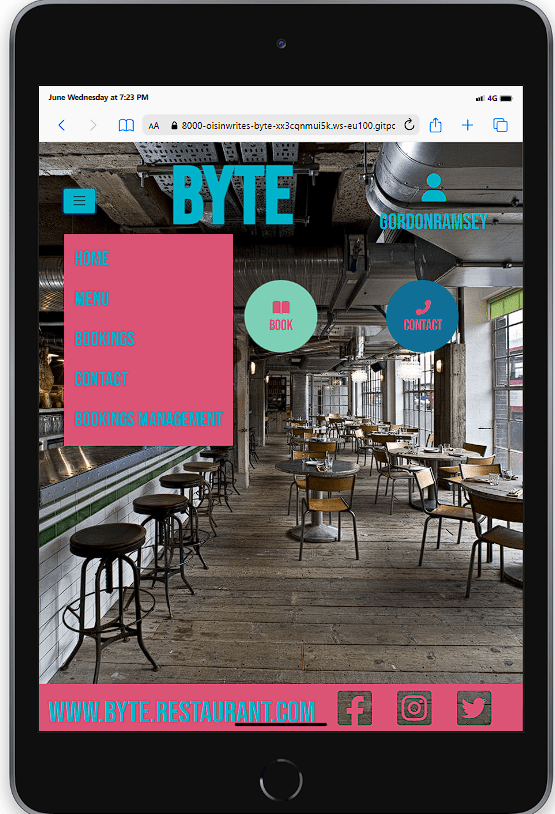 June Wednesday at 7:23 PM
4G
AA
8000-oisinwrites-byte-xx3cqnmui5k.ws-eu100.gitpc
BYTE
GORDONRAMSEY
HOME
MENU
BOOKINGS
CONTACT
BOOKINGS MANAGEMENT
BOOK
CONTACT
WWW.BYTE.RESTAURANT.COM